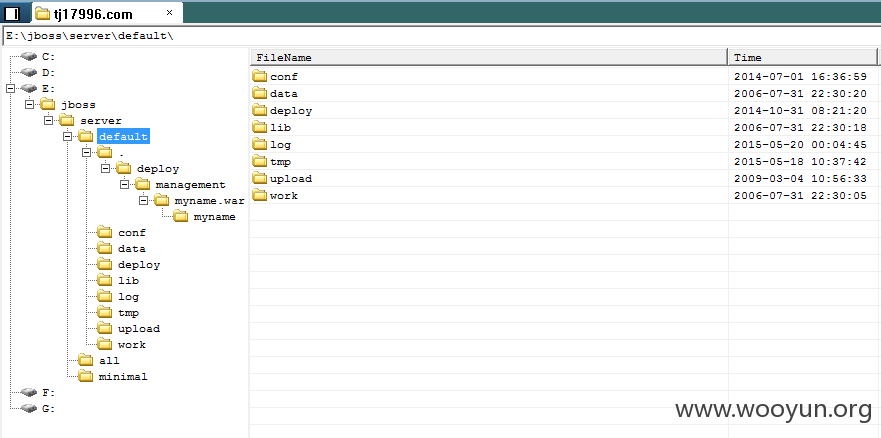 tj17996.com ×
E:\jboss\server\default\
C:
D:
E:
jboss
server
default
.
deploy
management
myname.war
myname
conf
data
deploy
lib
log
tmp
upload
work
all
minimal
F:
G:
FileName Time
conf 2014-07-01 16:36:59
data 2006-07-31 22:30:20
deploy 2014-10-31 08:21:20
lib 2006-07-31 22:30:18
log 2015-05-20 00:04:45
tmp 2015-05-18 10:37:42
upload 2009-03-04 10:56:33
work 2006-07-31 22:30:05
www.wooyun.org